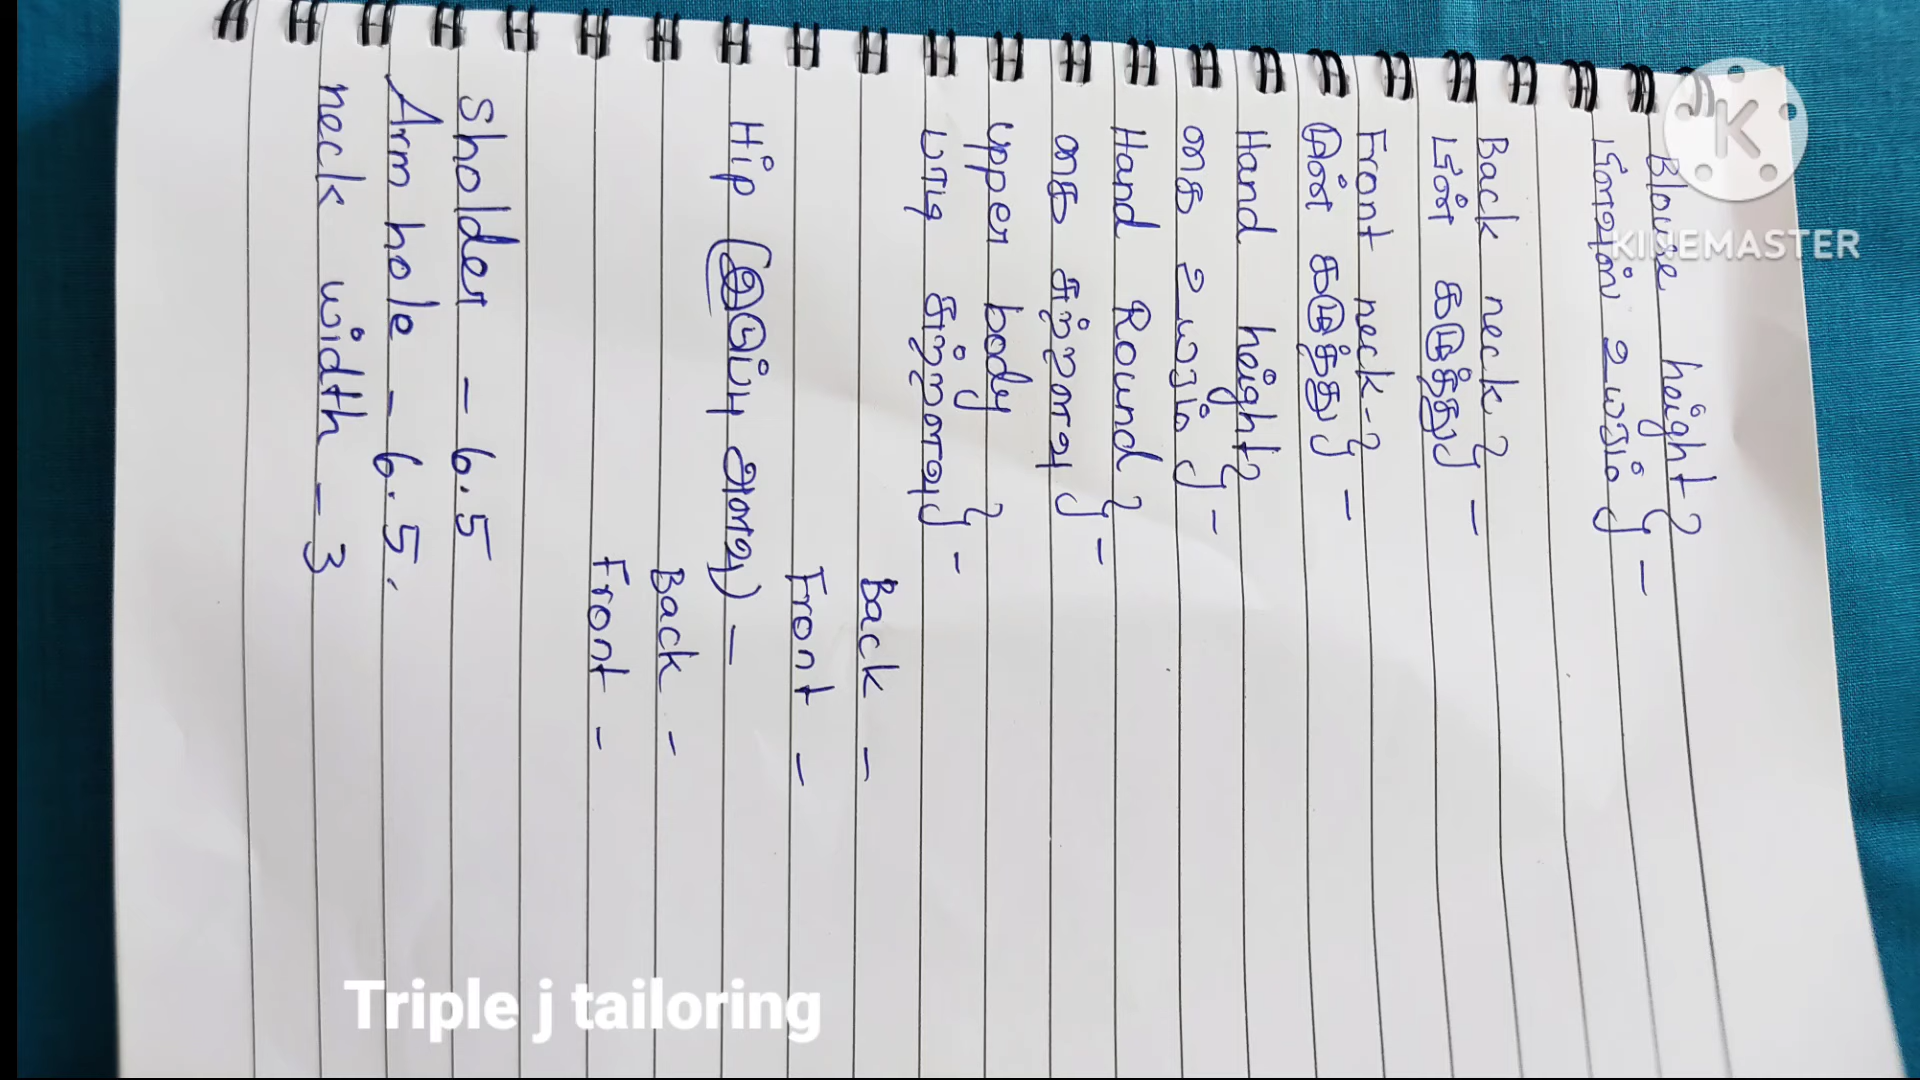 Blouse height?
பிளவுஸ் உயரம் } -
Back neck?
பின் கழுத்து } -
Front neck-?
முன் கழுத்து } -
Hand height?
கை உயரம் } -
Hand Round?
கை சுற்றளவு } -
upper body ?
பாடி சுற்றளவு } -
Back -
Front -
Hip (இடுப்பு அளவு) -
Back -
Front -
Sholder - 6.5
Arm hole - 6.5.
neck width - 3
KINEMASTER
Triple j tailoring